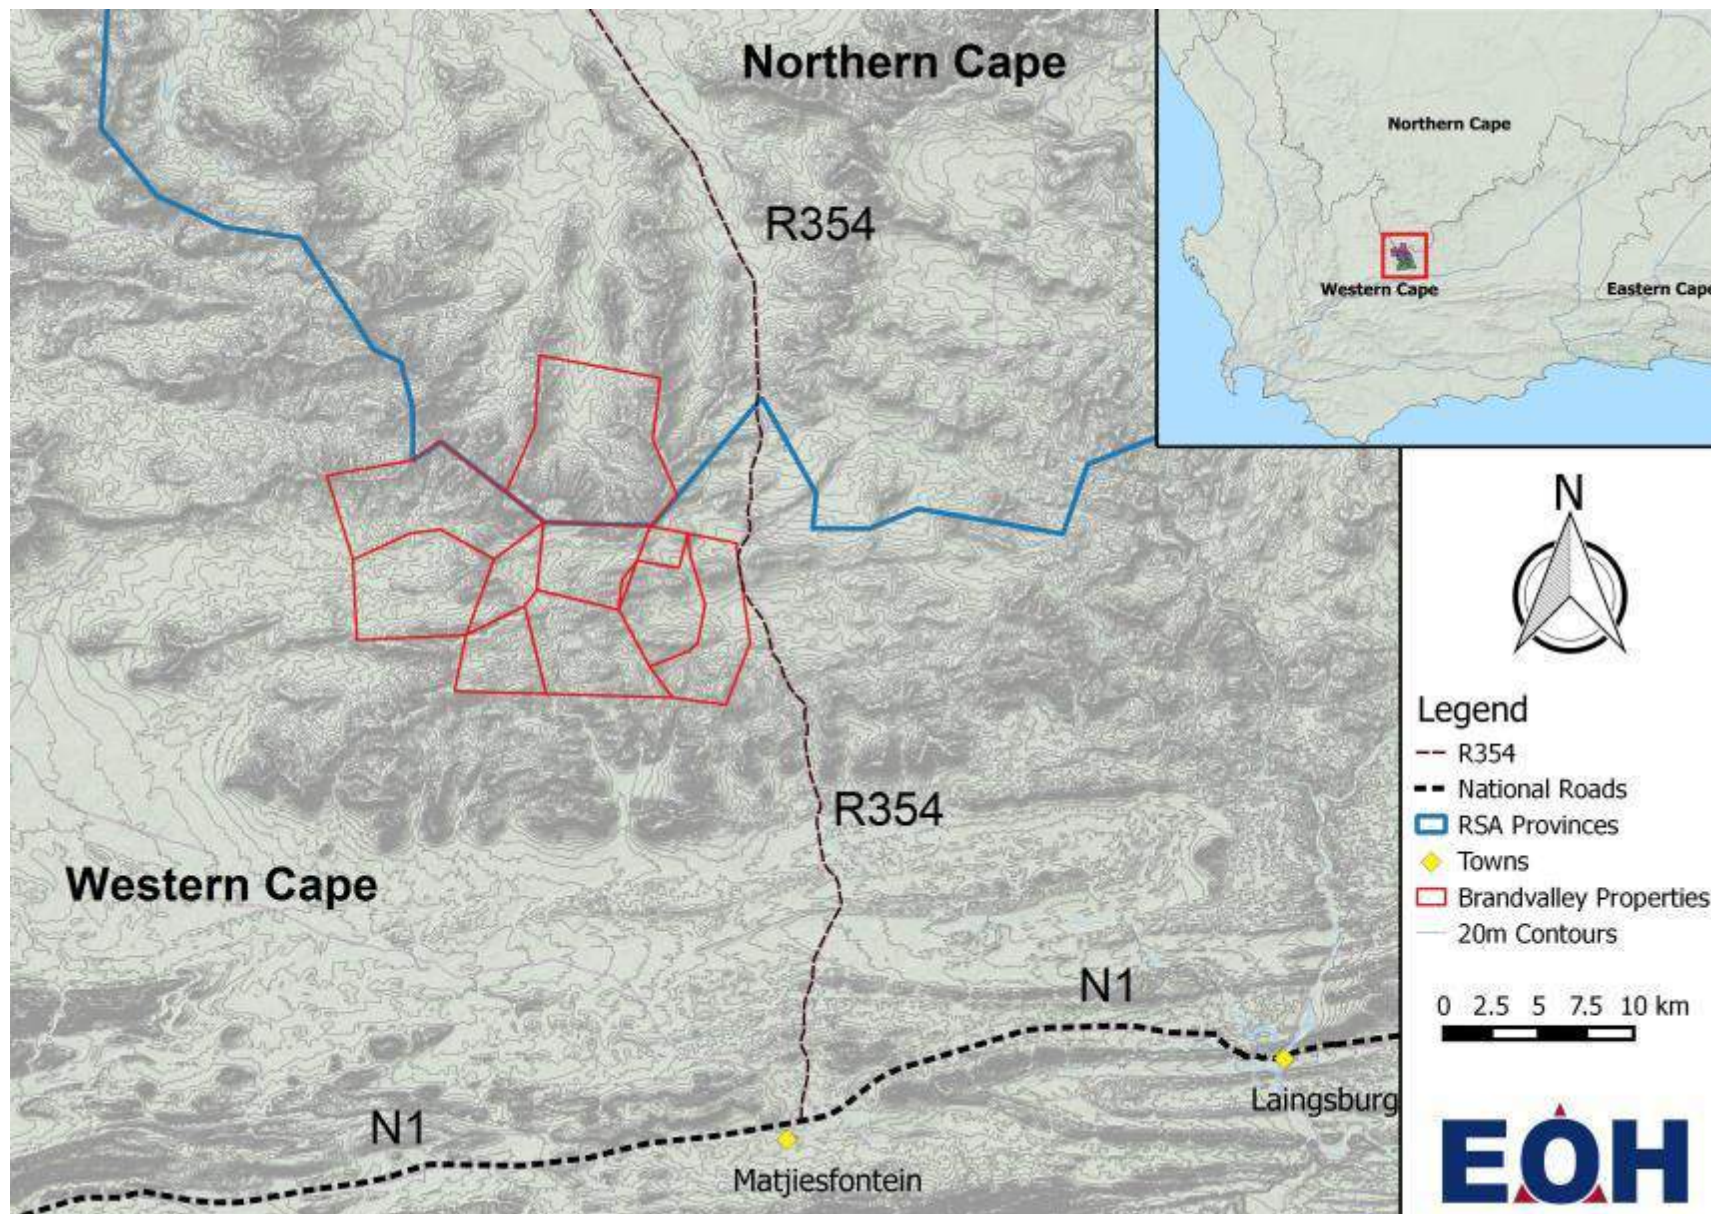 Northern Cape
R354
R354
Western Cape
N1
N1
Laingsburg
Matjiesfontein
Northern Cape
Western Cape
Eastern Cape
N
Legend
R354
National Roads
RSA Provinces
Towns
Brandvalley Properties
20m Contours
0 2.5 5 7.5 10 km
EOH